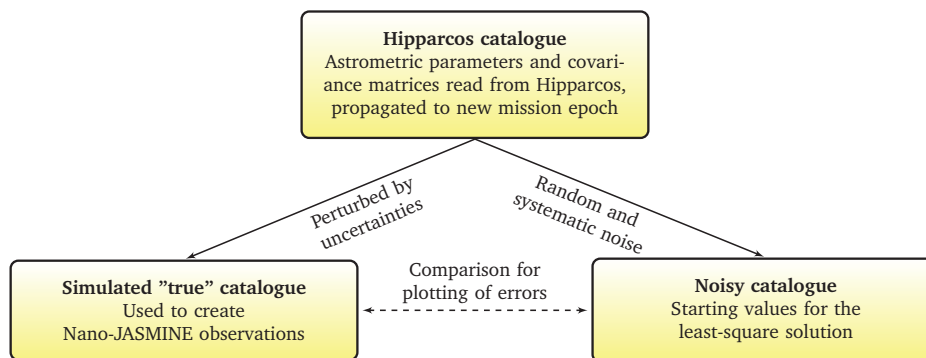 Hipparcos catalogue
Astrometric parameters and covari-
ance matrices read from Hipparcos,
propagated to new mission epoch
Perturbed by
uncertainties
Random and
systematic noise
Simulated ”true” catalogue
Used to create
Nano-JASMINE observations
Comparison for
plotting of errors
Noisy catalogue
Starting values for the
least-square solution